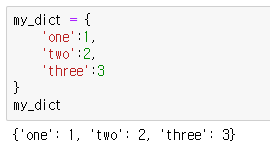 my_dict = {
    'one':1,
    'two':2,
    'three':3
}
my_dict
{'one': 1, 'two': 2, 'three': 3}